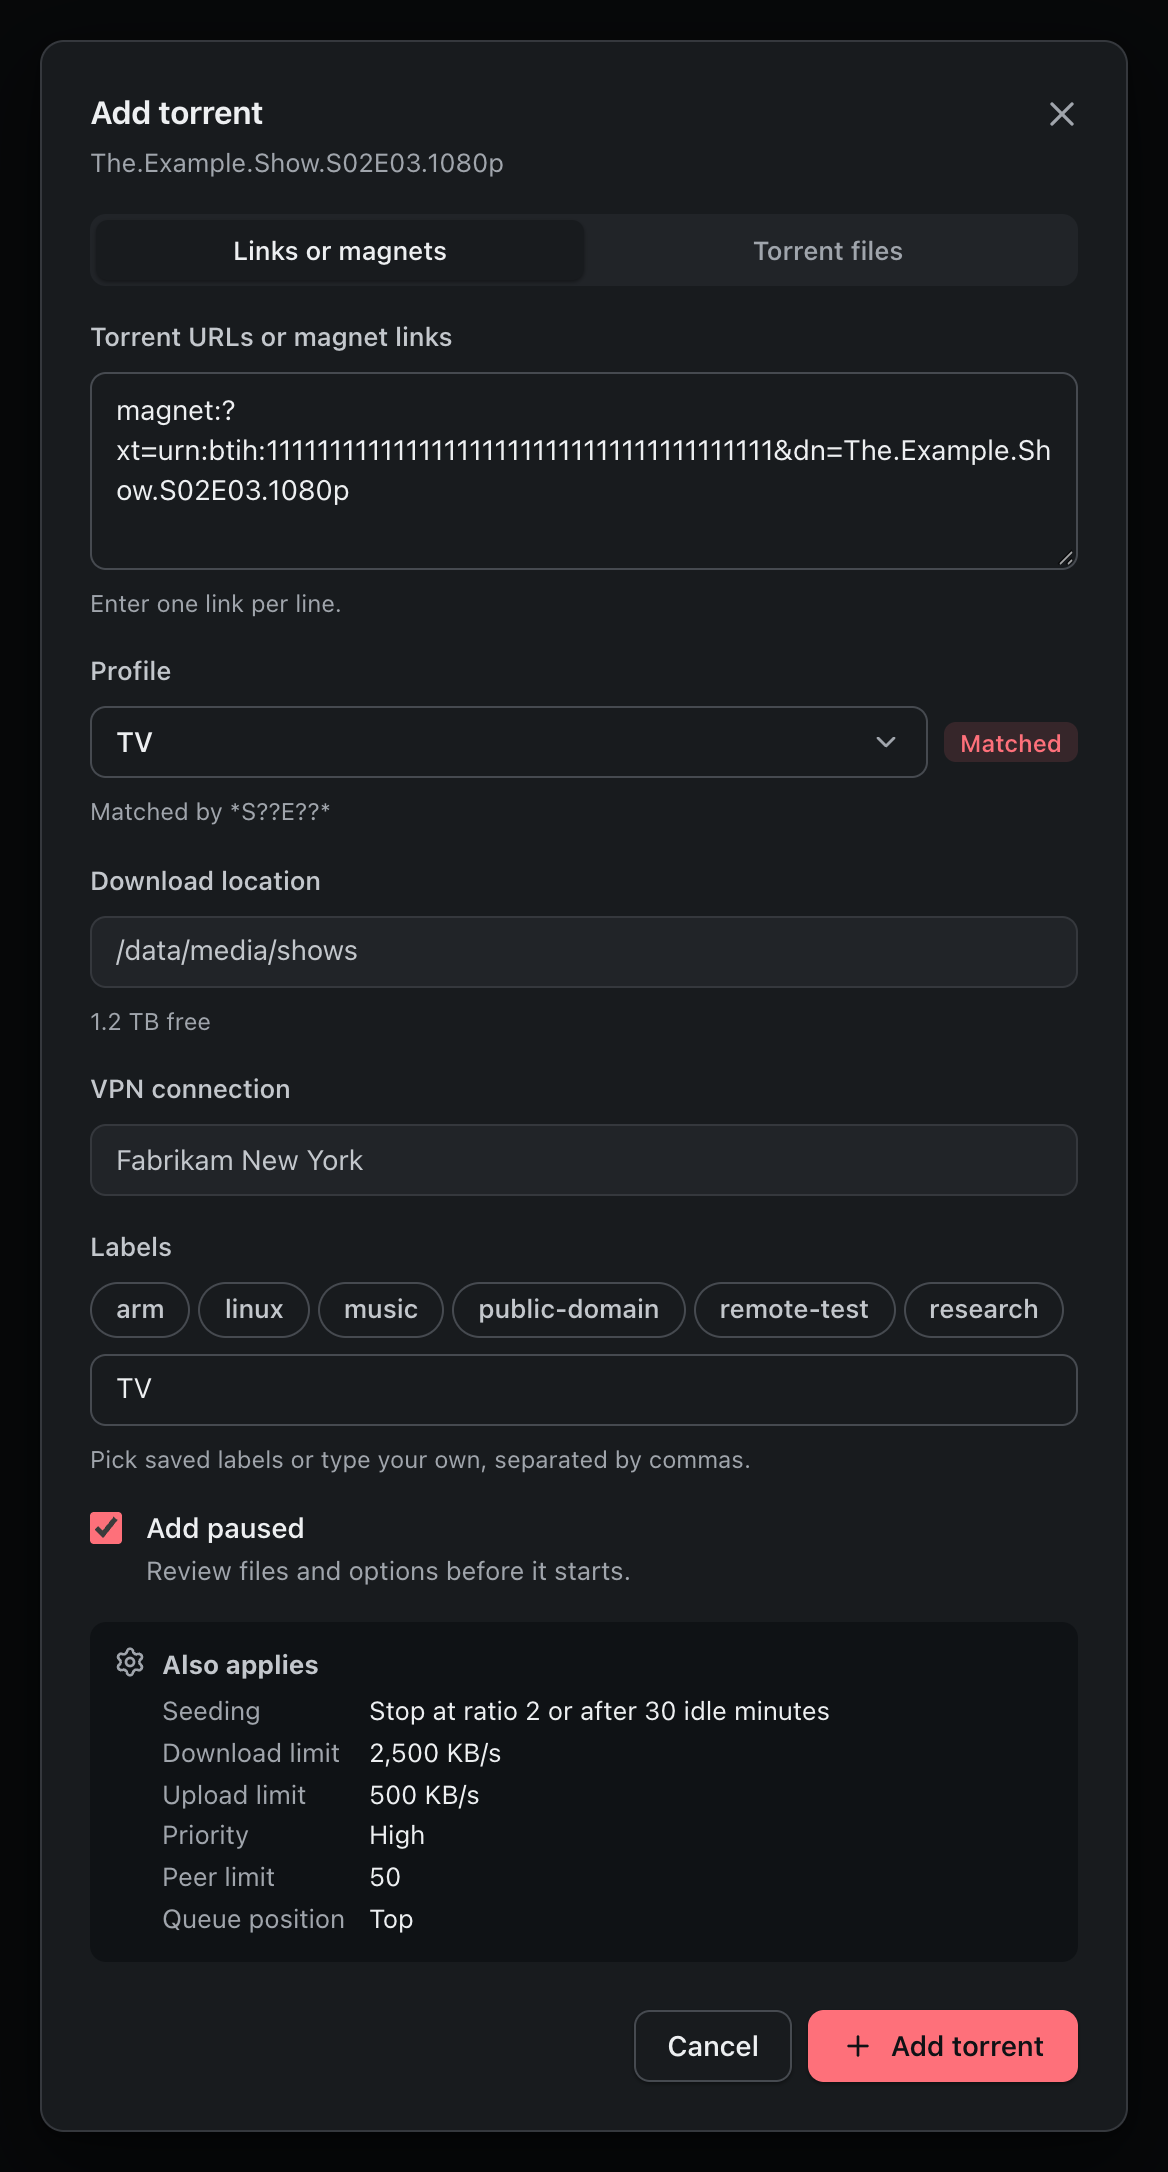 Add torrent
The.Example.Show.S02E03.1080p
Links or magnets
Torrent files
Torrent URLs or magnet links
magnet:?
xt=urn:btih:1111111111111111111111111111111111111111&dn=The.Example.Sh
ow.S02E03.1080p
Enter one link per line.
Profile
TV
Matched
Matched by *S??E??*
Download location
/data/media/shows
1.2 TB free
VPN connection
Fabrikam New York
Labels
arm
linux
music
public-domain
remote-test
research
TV
Pick saved labels or type your own, separated by commas.
Add paused
Review files and options before it starts.
Also applies
Seeding Stop at ratio 2 or after 30 idle minutes
Download limit 2,500 KB/s
Upload limit 500 KB/s
Priority High
Peer limit 50
Queue position Top
Cancel
+ Add torrent